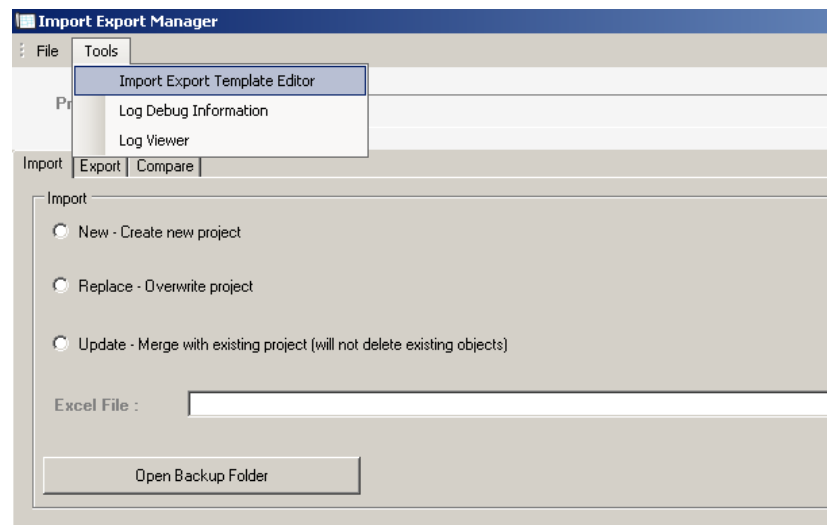 Import Export Manager
File Tools
Import Export Template Editor
Pr
Log Debug Information
Log Viewer
Import Export Compare
Import
New - Create new project
Replace - Overwrite project
Update - Merge with existing project (will not delete existing objects)
Excel File :
Open Backup Folder